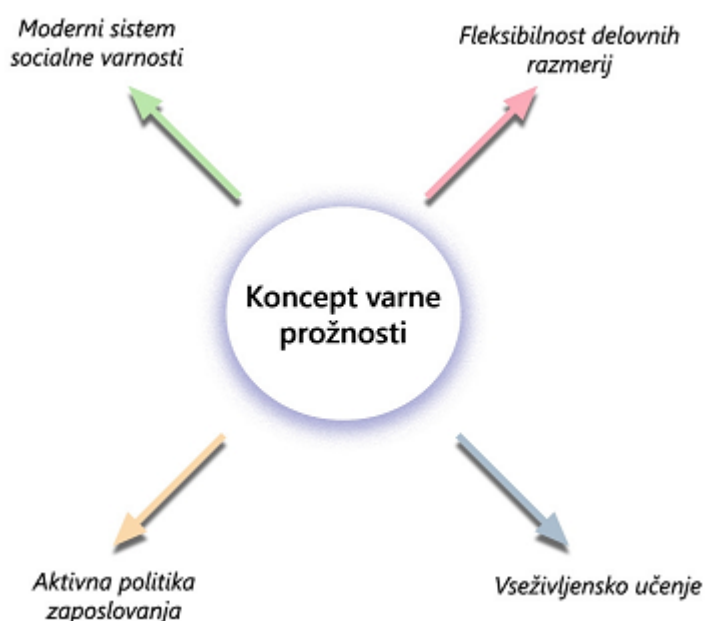 Moderni sistem
socialne varnosti
Fleksibilnost delovnih
razmerij
Koncept varne
prožnosti
Aktivna politika
zaposlovanja
Vseživljensko učenje